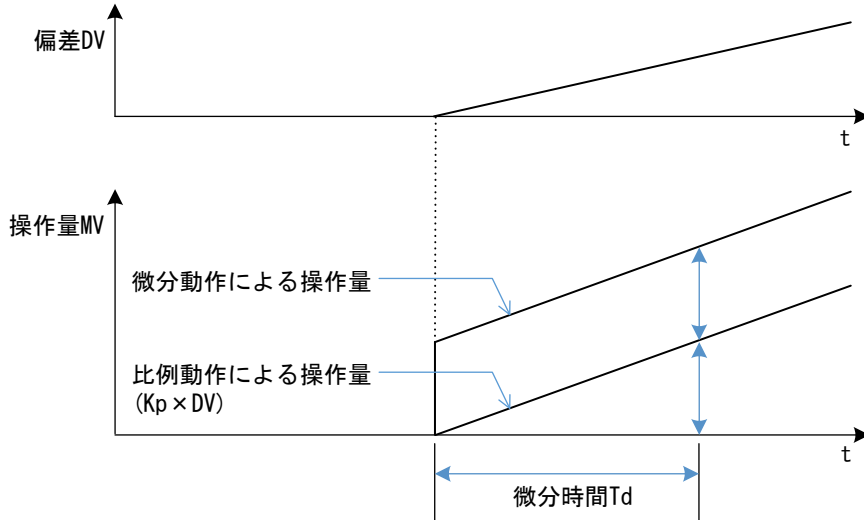 偏差DV
t
操作量MV
微分動作による操作量
比例動作による操作量
(Kp×DV)
t
微分時間Td